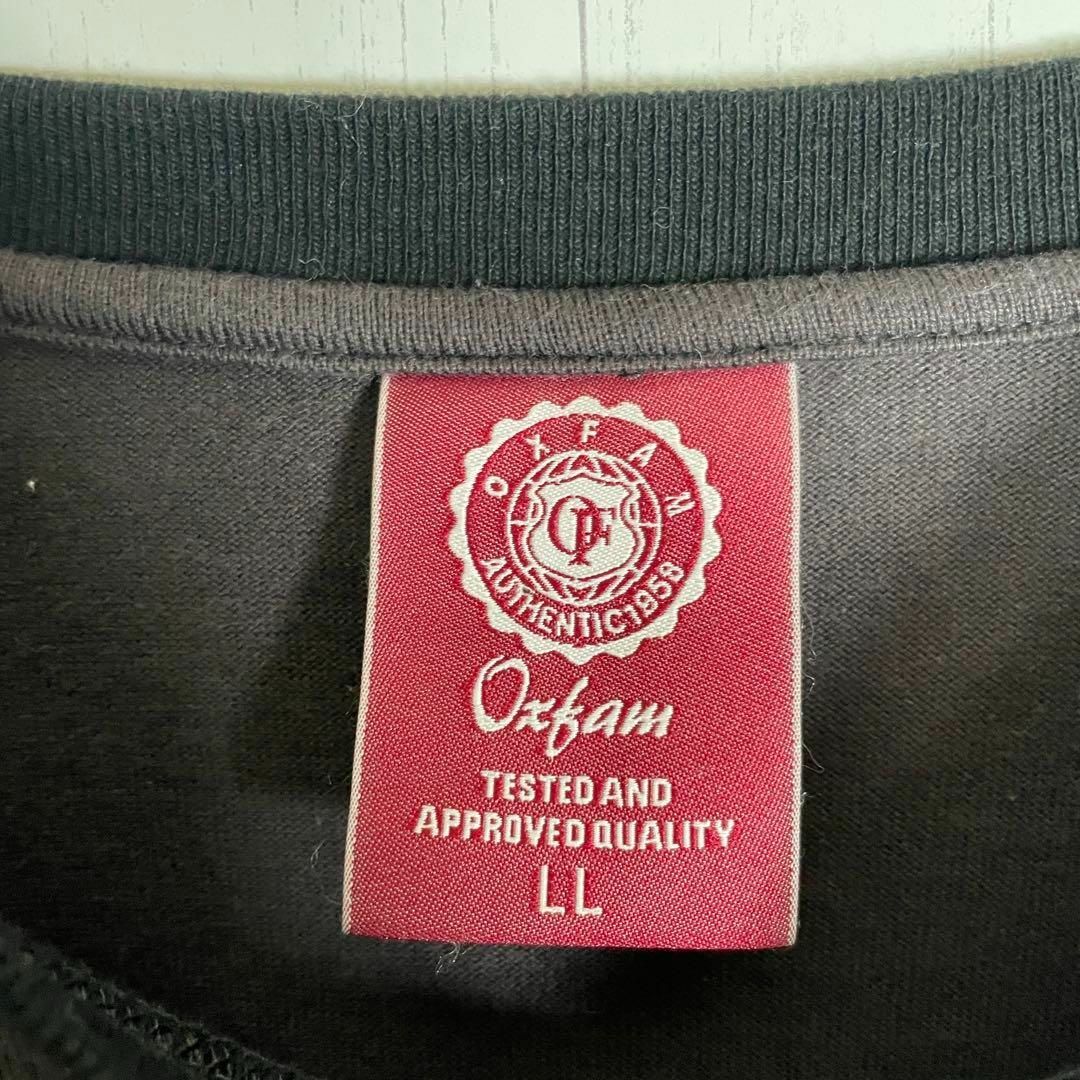 OXFAM
OF
AUTHENTIC1958
Oxfam
TESTED AND
APPROVED QUALITY
LL